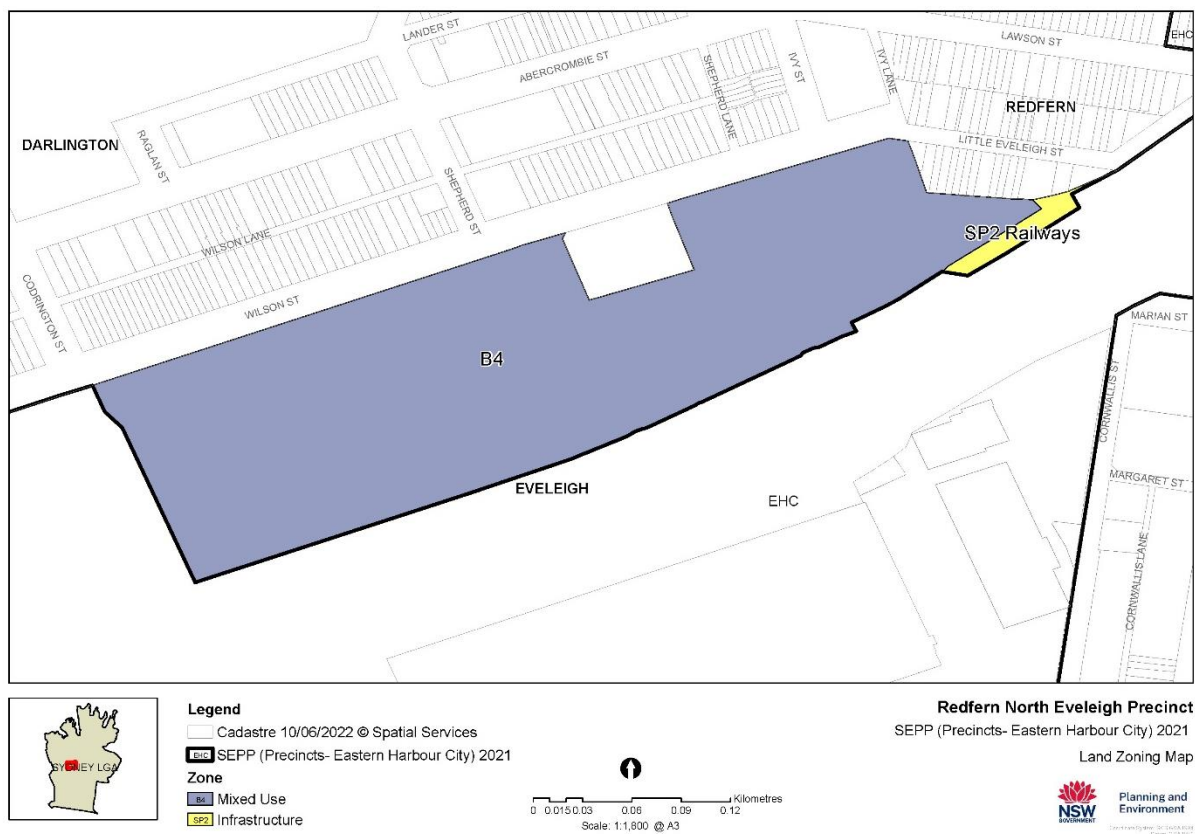 LANDER ST
LAWSON ST
EHC
ABERCROMBIE ST
IVY ST
IVY LANE
SHEPHERD LANE
REDFERN
DARLINGTON
RAGLAN ST
LITTLE EVELEIGH ST
SHEPHERD ST
WILSON LANE
SP2 Railways
CODRINGTON ST
WILSON ST
MARIAN ST
B4
CORNWALLIS ST
MARGARET ST
EVELEIGH
EHC
CORNWALLIS LANE
SYDNEY LGA
Legend
Cadastre 10/06/2022 © Spatial Services
EHC SEPP (Precincts- Eastern Harbour City) 2021
Zone
B4 Mixed Use
SP2 Infrastructure
0 0.015 0.03 0.06 0.09 0.12 Kilometres
Scale: 1:1,800 @ A3
Redfern North Eveleigh Precinct
SEPP (Precincts- Eastern Harbour City) 2021
Land Zoning Map
NSW
GOVERNMENT
Planning and
Environment